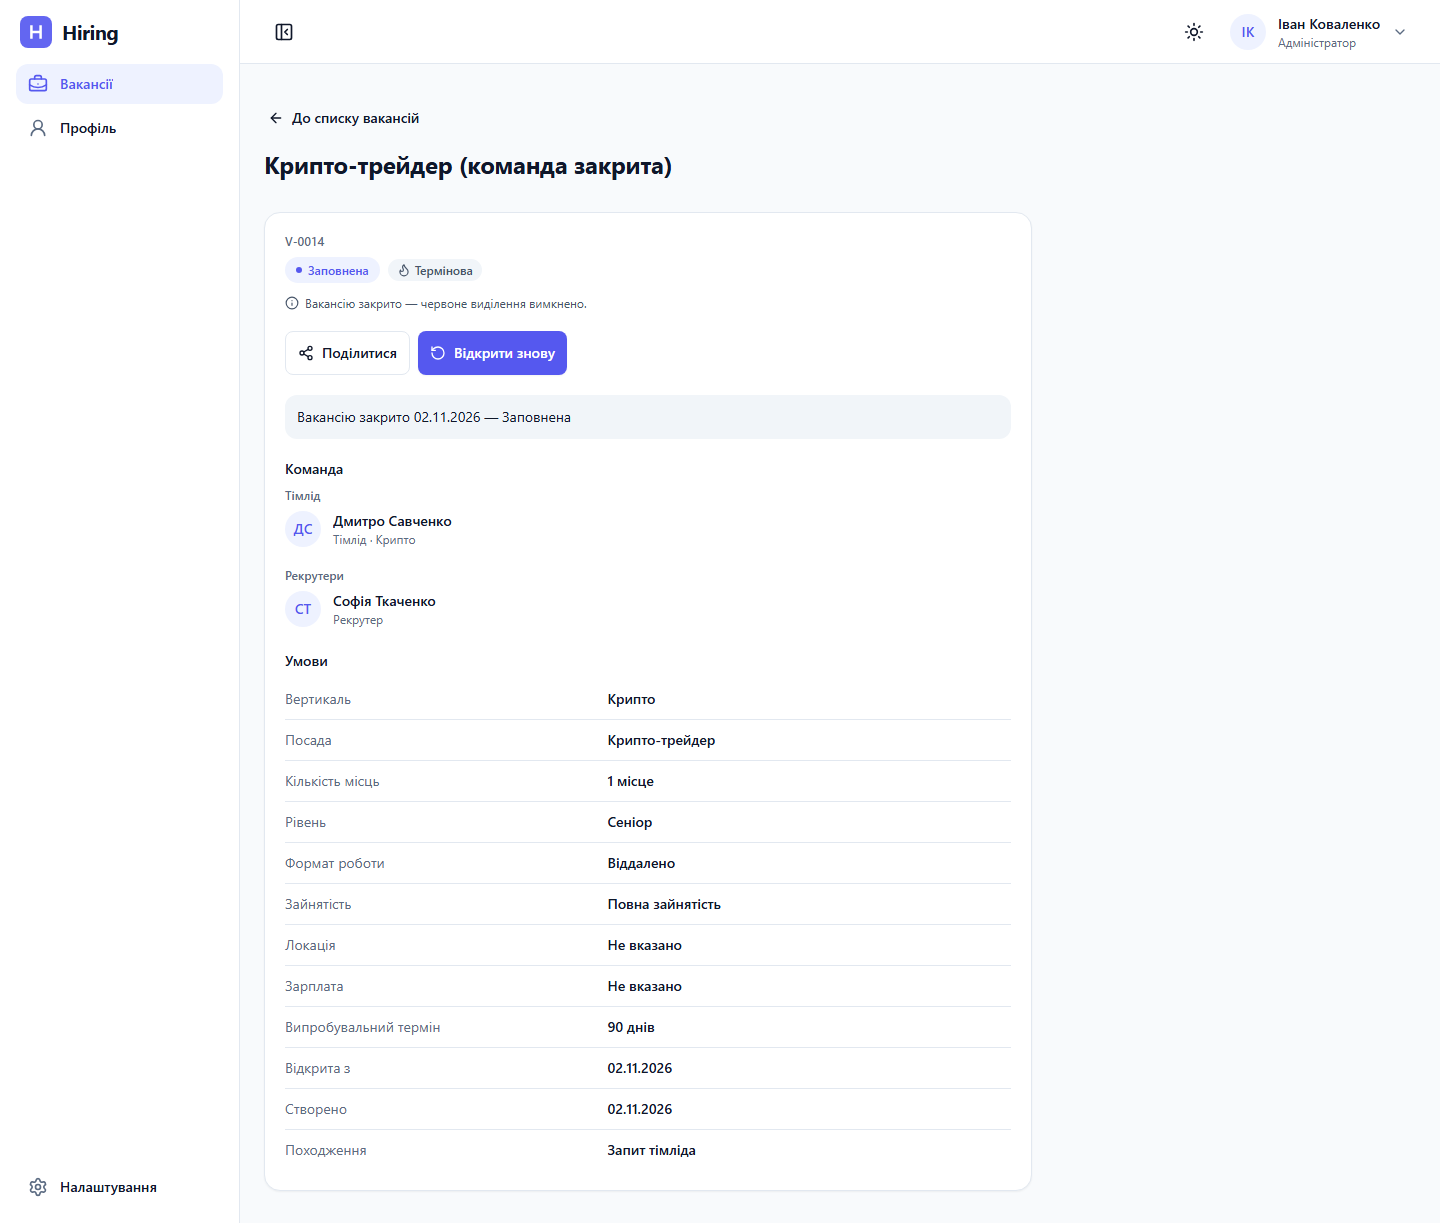 H Hiring
Вакансії
Профіль
Налаштування
ІК
Іван Коваленко
Адміністратор
До списку вакансій
Крипто-трейдер (команда закрита)
V-0014
Заповнена
Термінова
Вакансію закрито — червоне виділення вимкнено.
Поділитися
Відкрити знову
Вакансію закрито 02.11.2026 — Заповнена
Команда
Тімлід
ДС
Дмитро Савченко
Тімлід · Крипто
Рекрутери
СТ
Софія Ткаченко
Рекрутер
Умови
Вертикаль Крипто
Посада Крипто-трейдер
Кількість місць 1 місце
Рівень Сеніор
Формат роботи Віддалено
Зайнятість Повна зайнятість
Локація Не вказано
Зарплата Не вказано
Випробувальний термін 90 днів
Відкрита з 02.11.2026
Створено 02.11.2026
Походження Запит тімліда